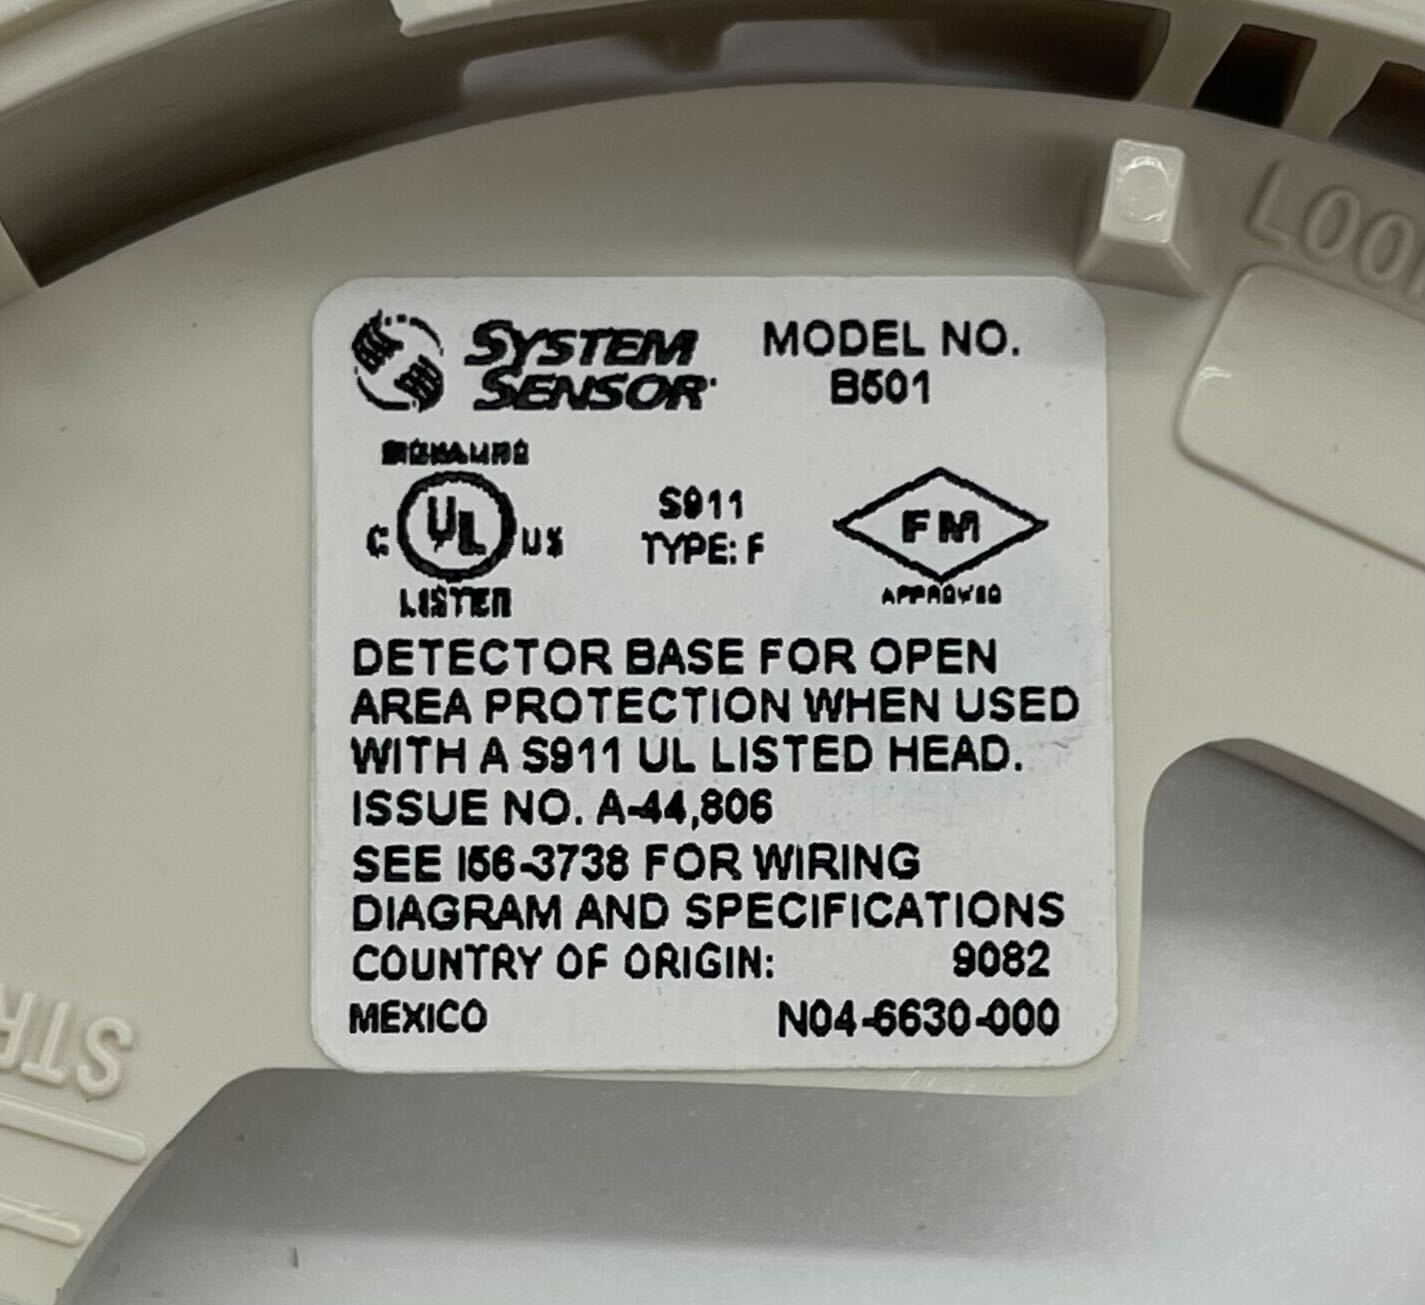 SYSTEM
SENSOR
MODEL NO.
B501
SIGNALING
C UL US
LISTED
S911
TYPE: F
FM
APPROVED
DETECTOR BASE FOR OPEN
AREA PROTECTION WHEN USED
WITH A S911 UL LISTED HEAD.
ISSUE NO. A-44,806
SEE I56-3738 FOR WIRING
DIAGRAM AND SPECIFICATIONS
COUNTRY OF ORIGIN: 9082
MEXICO N04-6630-000